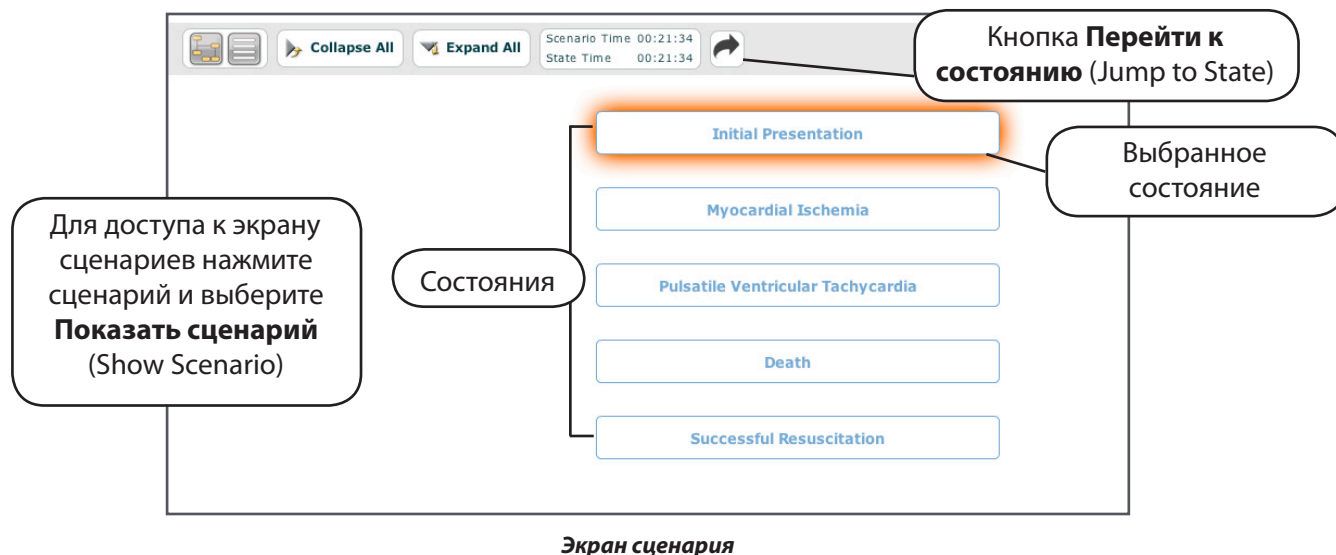 Collapse All
Expand All
Scenario Time 00:21:34
State Time 00:21:34
Кнопка Перейти к
состоянию (Jump to State)
Initial Presentation
Выбранное
состояние
Myocardial Ischemia
Для доступа к экрану
сценариев нажмите
сценарий и выберите
Показать сценарий
(Show Scenario)
Состояния
Pulsatile Ventricular Tachycardia
Death
Successful Resuscitation
Экран сценария